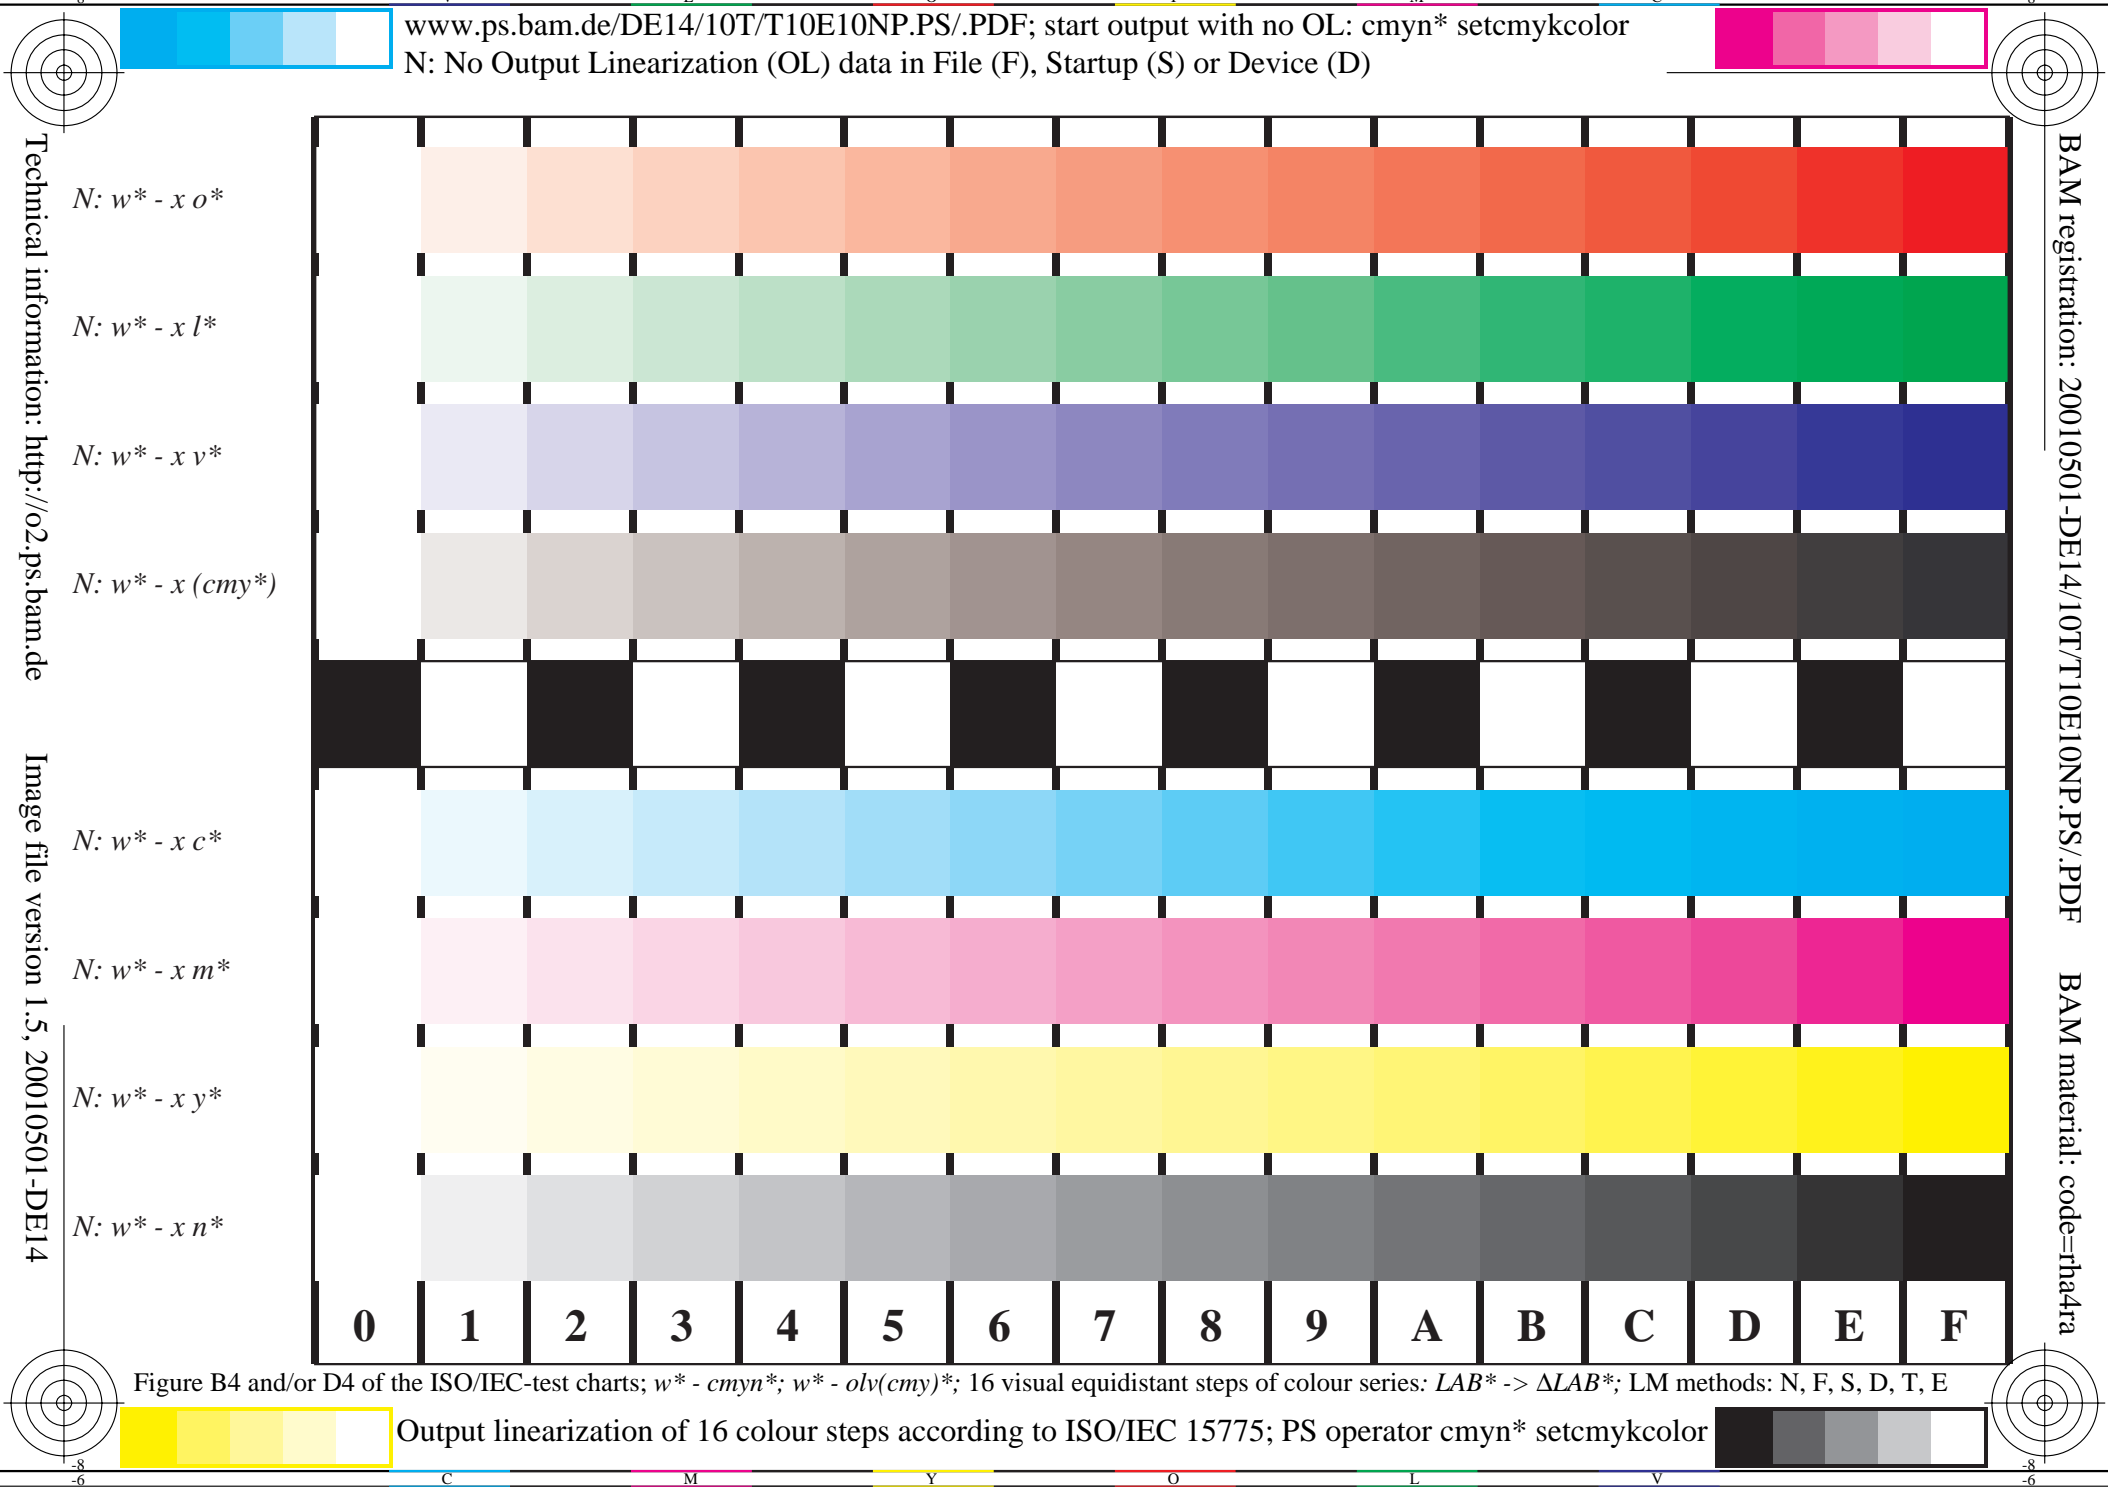 www.ps.bam.de/DE14/10T/T10E10NP.PS/.PDF; start output with no OL: cmyn* setcmykcolor
N: No Output Linearization (OL) data in File (F), Startup (S) or Device (D)
Technical information: http://o2.ps.bam.de
Image file version 1.5, 20010501-DE14
BAM registration: 20010501-DE14/10T/T10E10NP.PS/.PDF
BAM material: code=rha4ra
N: w* - x o*
N: w* - x l*
N: w* - x v*
N: w* - x (cmy*)
N: w* - x c*
N: w* - x m*
N: w* - x y*
N: w* - x n*
0 1 2 3 4 5 6 7 8 9 A B C D E F
Figure B4 and/or D4 of the ISO/IEC-test charts; w* - cmyn*; w* - olv(cmy)*; 16 visual equidistant steps of colour series: LAB* -> ΔLAB*; LM methods: N, F, S, D, T, E
Output linearization of 16 colour steps according to ISO/IEC 15775; PS operator cmyn* setcmykcolor
-8 -8
-6 C M Y O L V -6